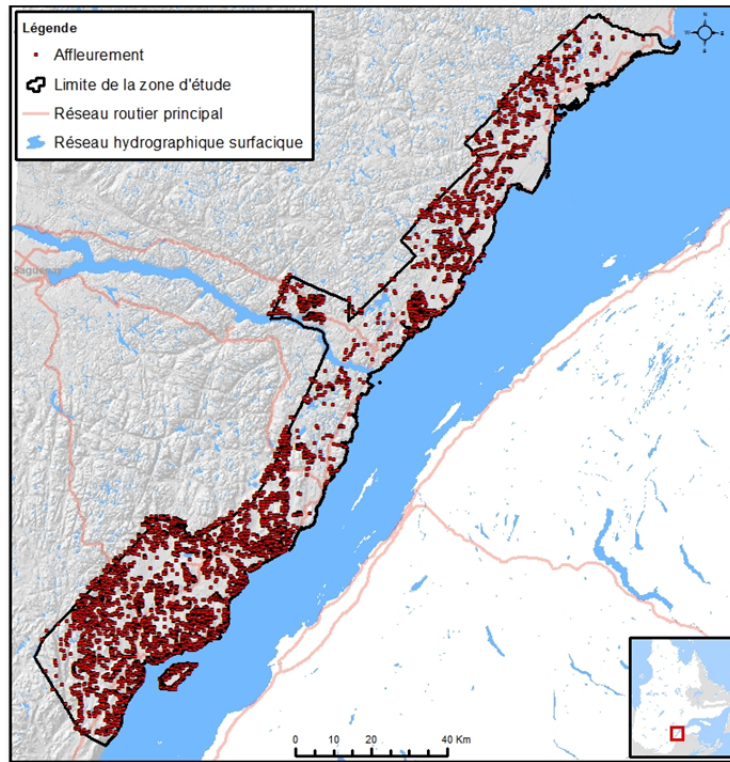 Légende
Affleurement
Limite de la zone d'étude
Réseau routier principal
Réseau hydrographique surfacique
N
W
E
S
Saguenay
0 10 20 40 Km